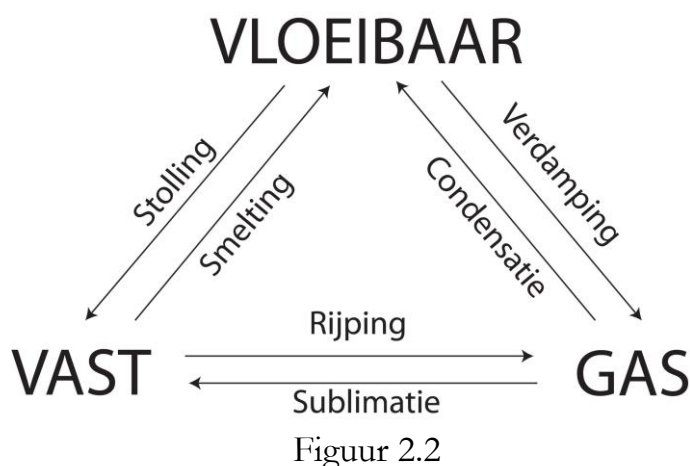 VLOEIBAAR
Stolling
Smelting
Condensatie
Verdamping
Rijping
VAST
GAS
Sublimatie
Figuur 2.2